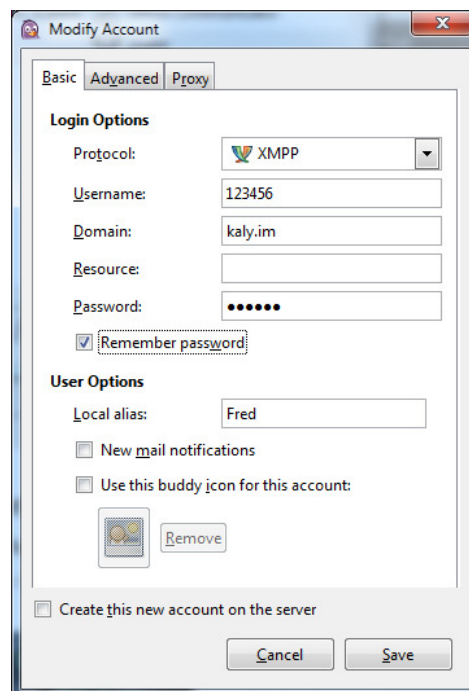 Modify Account
Basic Advanced Proxy
Login Options
Protocol: XMPP
Username: 123456
Domain: kaly.im
Resource:
Password: ●●●●●●
Remember password
User Options
Local alias: Fred
New mail notifications
Use this buddy icon for this account:
Remove
Create this new account on the server
Cancel Save